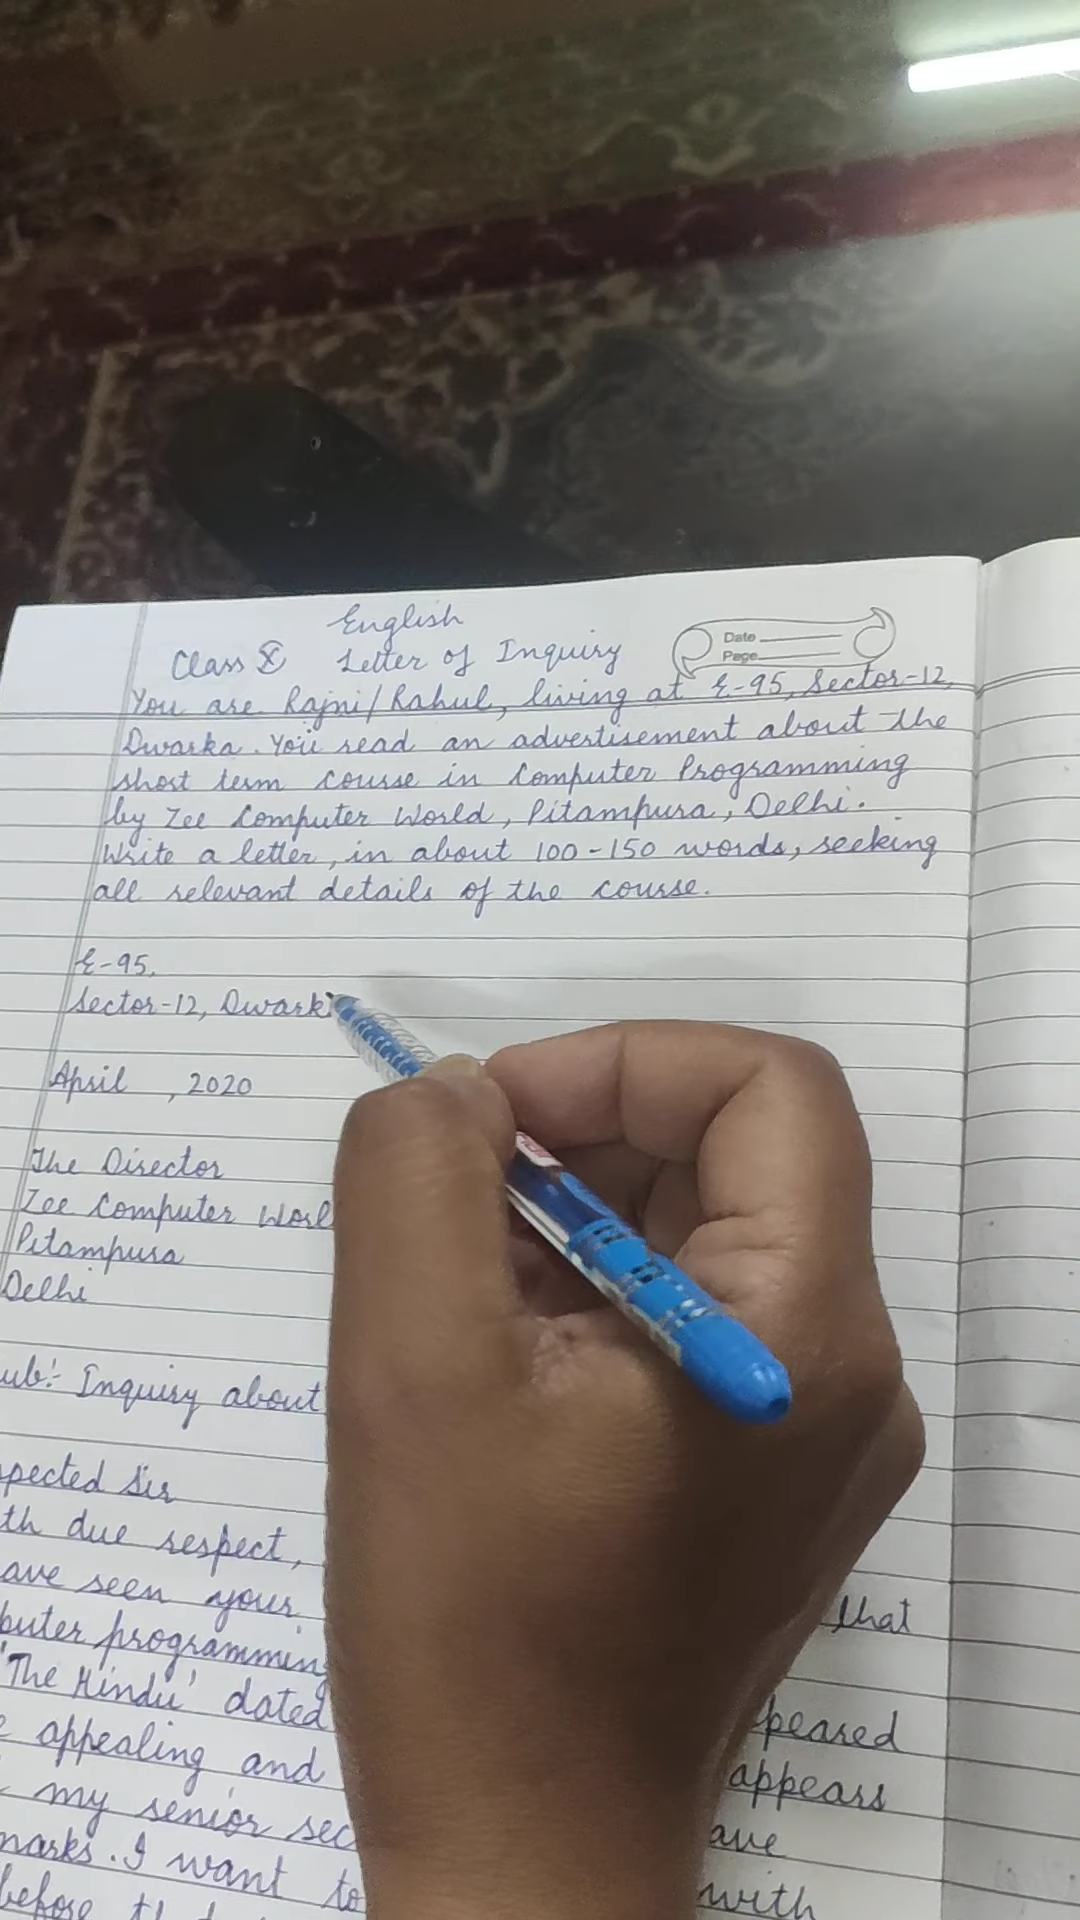 English
Class X Letter of Inquiry
Date
Page
You are Rajni/Rahul, living at E-95, Sector-12,
Dwarka. You read an advertisement about the
short term course in Computer Programming
by Zee Computer World, Pitampura, Delhi.
Write a letter, in about 100-150 words, seeking
all relevant details of the course.
E-95,
Sector-12, Dwark
April , 2020
The Director
Zee Computer Worl
Pitampura
Delhi
ub:- Inquiry about
pected Sir
th due respect,
ave seen your that
puter programming
'The Hindu' dated peared
appealing and appears
my senior sec ave
marks. I want to with
before